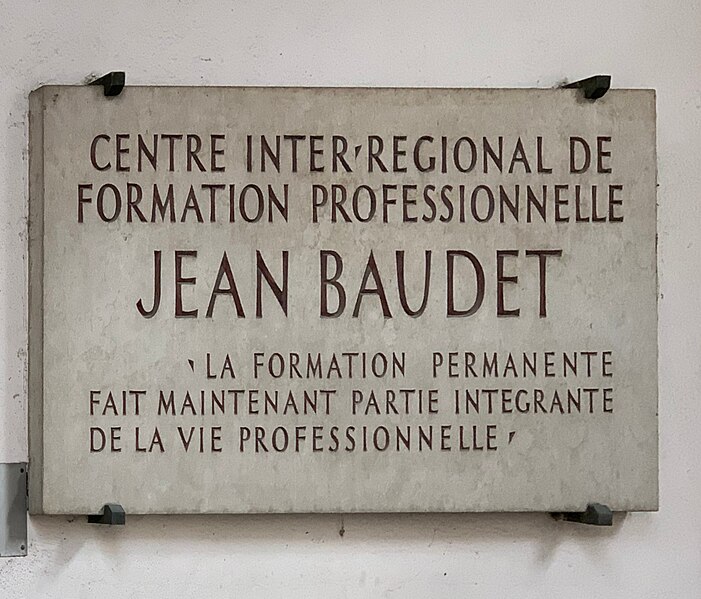 CENTRE INTER'REGIONAL DE
FORMATION PROFESSIONNELLE
JEAN BAUDET
‵LA FORMATION PERMANENTE
FAIT MAINTENANT PARTIE INTEGRANTE
DE LA VIE PROFESSIONNELLE′